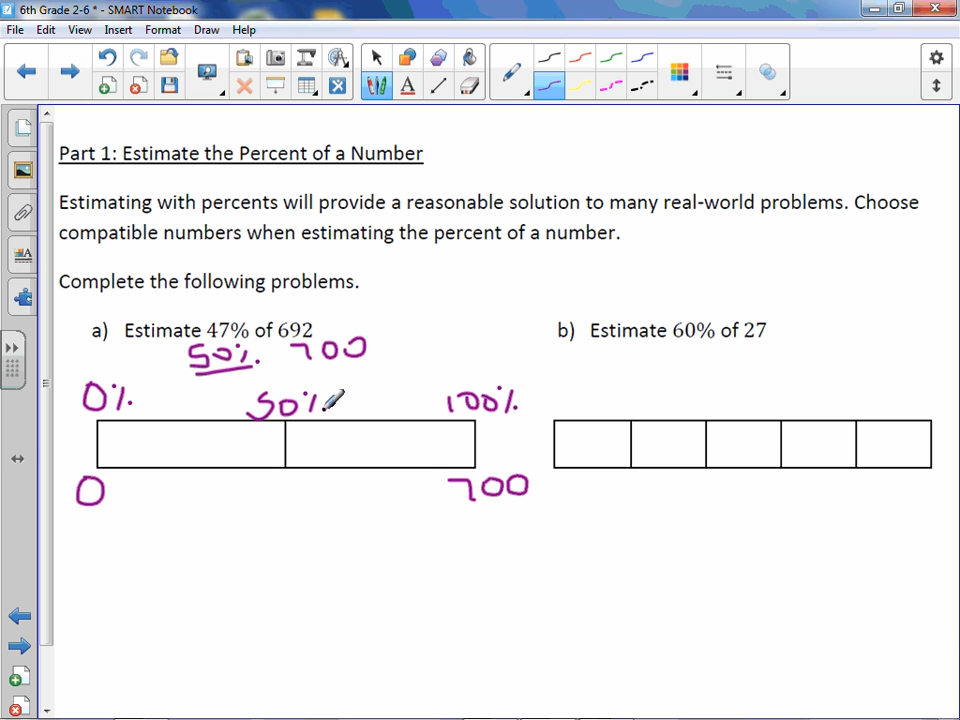 6th Grade 2-6 * - SMART Notebook
File Edit View Insert Format Draw Help
Part 1: Estimate the Percent of a Number
Estimating with percents will provide a reasonable solution to many real-world problems. Choose
compatible numbers when estimating the percent of a number.
Complete the following problems.
a) Estimate 47% of 692
b) Estimate 60% of 27
50%. 700
0% 50% 100%
0 700